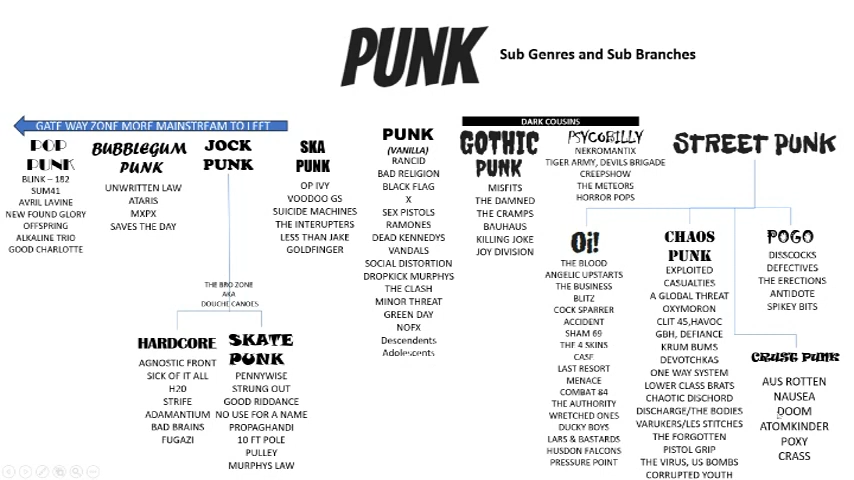 PUNK
Sub Genres and Sub Branches
GATE WAY ZONE MORE MAINSTREAM TO LEFT
DARK COUSINS
POP
PUNK
BLINK – 182
SUM41
AVRIL LAVINE
NEW FOUND GLORY
OFFSPRING
ALKALINE TRIO
GOOD CHARLOTTE
BUBBLEGUM
PUNK
UNWRITTEN LAW
ATARIS
MXPX
SAVES THE DAY
JOCK
PUNK
THE BRO ZONE
AKA
DOUCHE CANOES
HARDCORE
AGNOSTIC FRONT
SICK OF IT ALL
H20
STRIFE
ADAMANTIUM
BAD BRAINS
FUGAZI
SKATE
PUNK
PENNYWISE
STRUNG OUT
GOOD RIDDANCE
NO USE FOR A NAME
PROPAGHANDI
10 FT POLE
PULLEY
MURPHYS LAW
SKA
PUNK
OP IVY
VOODOO GS
SUICIDE MACHINES
THE INTERUPTERS
LESS THAN JAKE
GOLDFINGER
PUNK
(VANILLA)
RANCID
BAD RELIGION
BLACK FLAG
X
SEX PISTOLS
RAMONES
DEAD KENNEDYS
VANDALS
SOCIAL DISTORTION
DROPKICK MURPHYS
THE CLASH
MINOR THREAT
GREEN DAY
NOFX
Descendents
Adolescents
GOTHIC
PUNK
MISFITS
THE DAMNED
THE CRAMPS
BAUHAUS
KILLING JOKE
JOY DIVISION
PSYCOBILLY
NEKROMANTIX
TIGER ARMY, DEVILS BRIGADE
CREEPSHOW
THE METEORS
HORROR POPS
STREET PUNK
Oi!
THE BLOOD
ANGELIC UPSTARTS
THE BUSINESS
BLITZ
COCK SPARRER
ACCIDENT
SHAM 69
THE 4 SKINS
CASE
LAST RESORT
MENACE
COMBAT 84
THE AUTHORITY
WRETCHED ONES
DUCKY BOYS
LARS & BASTARDS
HUSDON FALCONS
PRESSURE POINT
CHAOS
PUNK
EXPLOITED
CASUALTIES
A GLOBAL THREAT
OXYMORON
CLIT 45,HAVOC
GBH, DEFIANCE
KRUM BUMS
DEVOTCHKAS
ONE WAY SYSTEM
LOWER CLASS BRATS
CHAOTIC DISCHORD
DISCHARGE/THE BODIES
VARUKERS/LES STITCHES
THE FORGOTTEN
PISTOL GRIP
THE VIRUS, US BOMBS
CORRUPTED YOUTH
POGO
DISSCOCKS
DEFECTIVES
THE ERECTIONS
ANTIDOTE
SPIKEY BITS
CRUST PUNK
AUS ROTTEN
NAUSEA
DOOM
ATOMKINDER
POXY
CRASS